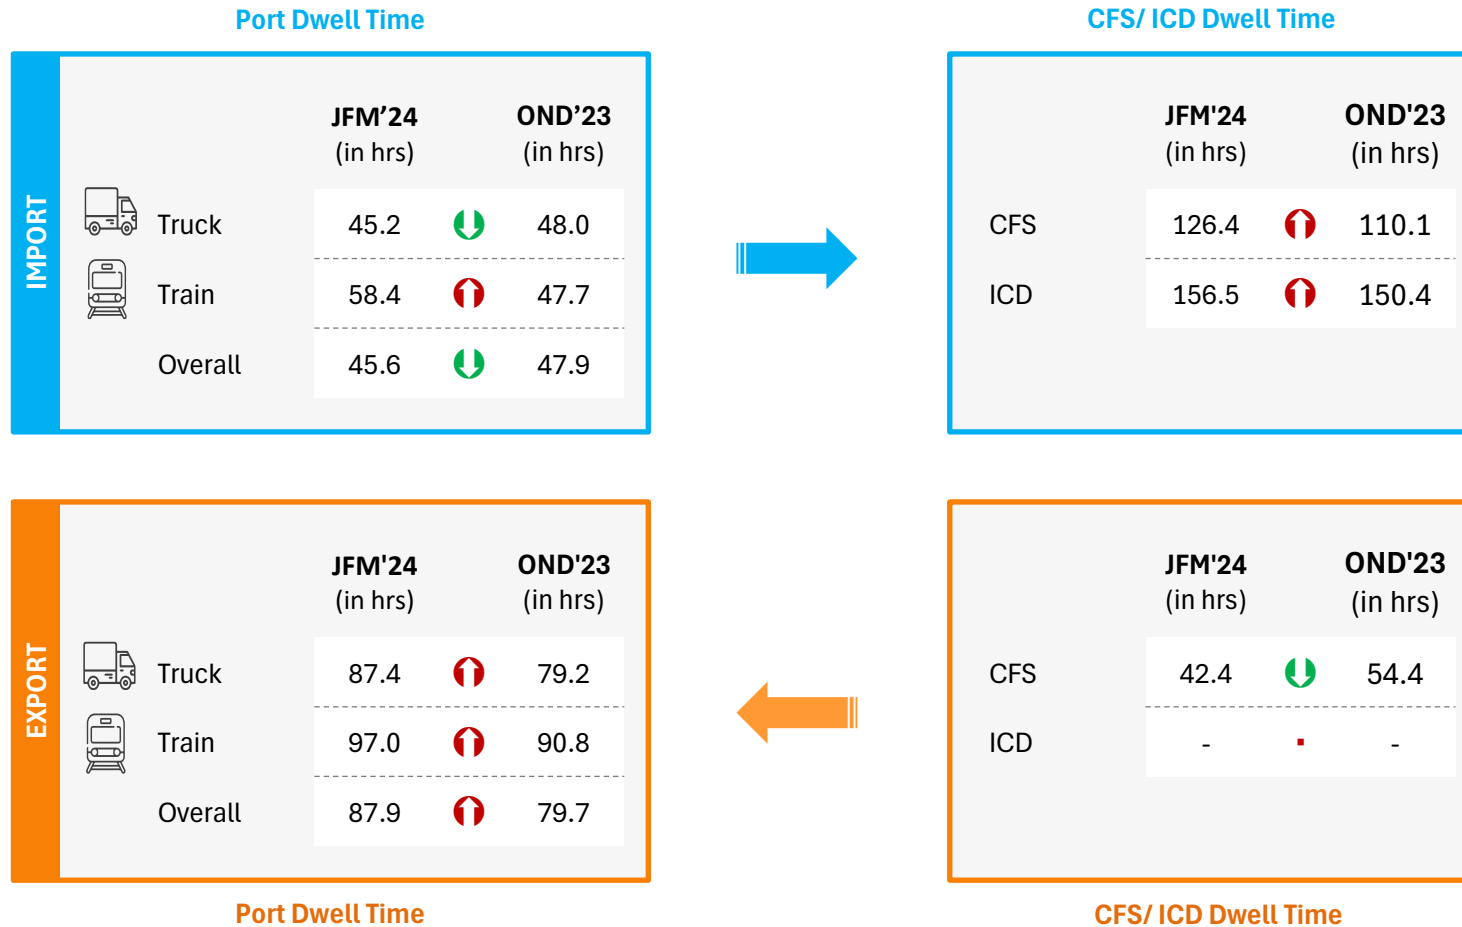 Port Dwell Time
CFS/ ICD Dwell Time
IMPORT
JFM’24 OND’23
(in hrs) (in hrs)
Truck 45.2 48.0
Train 58.4 47.7
Overall 45.6 47.9
JFM'24 OND'23
(in hrs) (in hrs)
CFS 126.4 110.1
ICD 156.5 150.4
EXPORT
JFM'24 OND'23
(in hrs) (in hrs)
Truck 87.4 79.2
Train 97.0 90.8
Overall 87.9 79.7
JFM'24 OND'23
(in hrs) (in hrs)
CFS 42.4 54.4
ICD - -
Port Dwell Time
CFS/ ICD Dwell Time